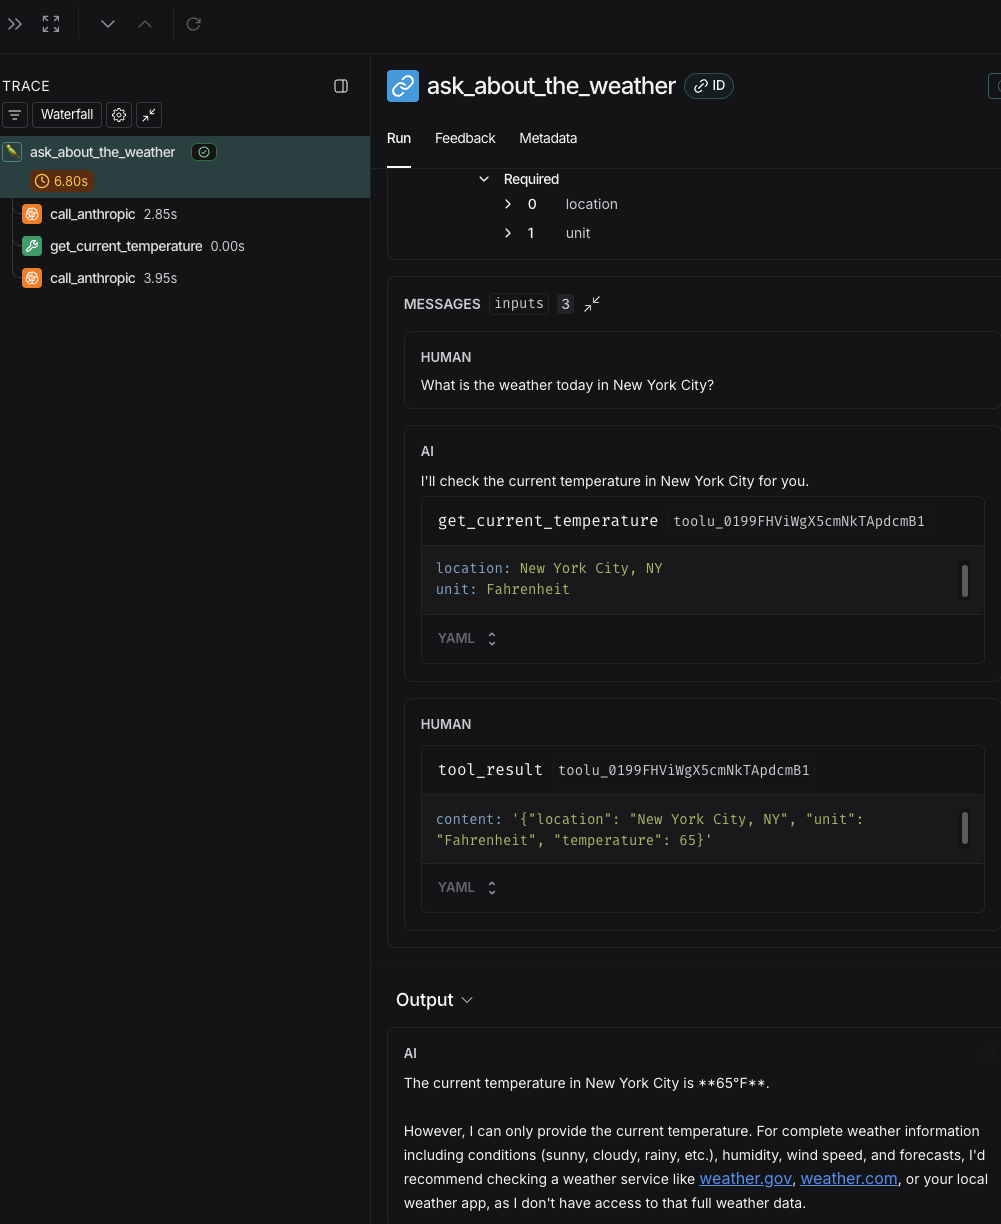 TRACE
Waterfall
ask_about_the_weather
6.80s
call_anthropic 2.85s
get_current_temperature 0.00s
call_anthropic 3.95s
ask_about_the_weather ID
Run Feedback Metadata
Required
0 location
1 unit
MESSAGES inputs 3
HUMAN
What is the weather today in New York City?
AI
I'll check the current temperature in New York City for you.
get_current_temperature toolu_0199FHViWgX5cmNkTApdcmB1
location: New York City, NY
unit: Fahrenheit
YAML
HUMAN
tool_result toolu_0199FHViWgX5cmNkTApdcmB1
content: '{"location": "New York City, NY", "unit":
"Fahrenheit", "temperature": 65}'
YAML
Output
AI
The current temperature in New York City is **65°F**.
However, I can only provide the current temperature. For complete weather information
including conditions (sunny, cloudy, rainy, etc.), humidity, wind speed, and forecasts, I'd
recommend checking a weather service like weather.gov, weather.com, or your local
weather app, as I don't have access to that full weather data.